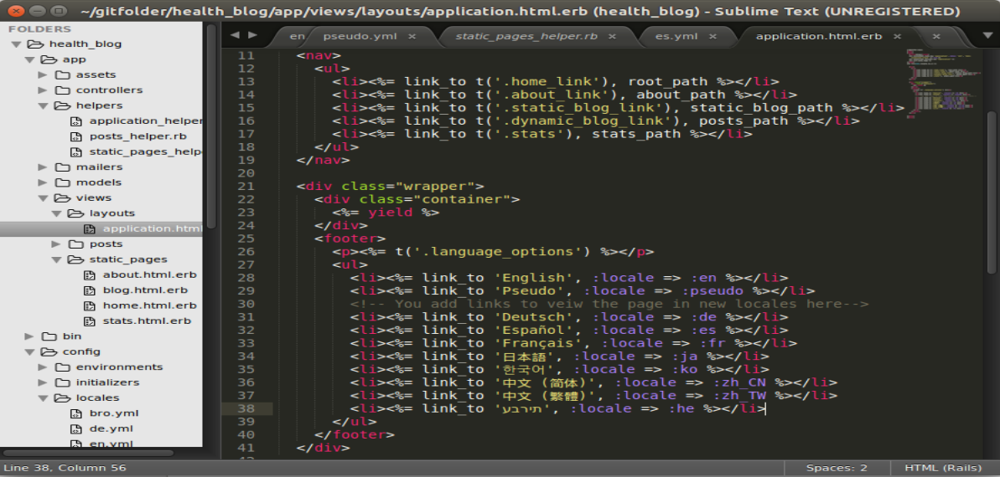 ~/gitfolder/health_blog/app/views/layouts/application.html.erb (health_blog) - Sublime Text (UNREGISTERED)
FOLDERS
health_blog
app
assets
controllers
helpers
application_helper
posts_helper.rb
static_pages_help
mailers
models
views
layouts
application.html
posts
static_pages
about.html.erb
blog.html.erb
home.html.erb
stats.html.erb
bin
config
environments
initializers
locales
bro.yml
de.yml
en.yml
en pseudo.yml × static_pages_helper.rb × es.yml × application.html.erb × ×
11 <nav>
12 <ul>
13 <li><%= link_to t('.home_link'), root_path %></li>
14 <li><%= link_to t('.about_link'), about_path %></li>
15 <li><%= link_to t('.static_blog_link'), static_blog_path %></li>
16 <li><%= link_to t('.dynamic_blog_link'), posts_path %></li>
17 <li><%= link_to t('.stats'), stats_path %></li>
18 </ul>
19 </nav>
20
21 <div class="wrapper">
22 <div class="container">
23 <%= yield %>
24 </div>
25 <footer>
26 <p><%= t('.language_options') %></p>
27 <ul>
28 <li><%= link_to 'English', :locale => :en %></li>
29 <li><%= link_to 'Pseudo', :locale => :pseudo %></li>
30 <!-- You add links to veiw the page in new locales here-->
31 <li><%= link_to 'Deutsch', :locale => :de %></li>
32 <li><%= link_to 'Español', :locale => :es %></li>
33 <li><%= link_to 'Français', :locale => :fr %></li>
34 <li><%= link_to '日本語', :locale => :ja %></li>
35 <li><%= link_to '한국어', :locale => :ko %></li>
36 <li><%= link_to '中文 (简体)', :locale => :zh_CN %></li>
37 <li><%= link_to '中文 (繁體)', :locale => :zh_TW %></li>
38 <li><%= link_to 'עברית', :locale => :he %></li>
39 </ul>
40 </footer>
41 </div>
Line 38, Column 56
Spaces: 2
HTML (Rails)